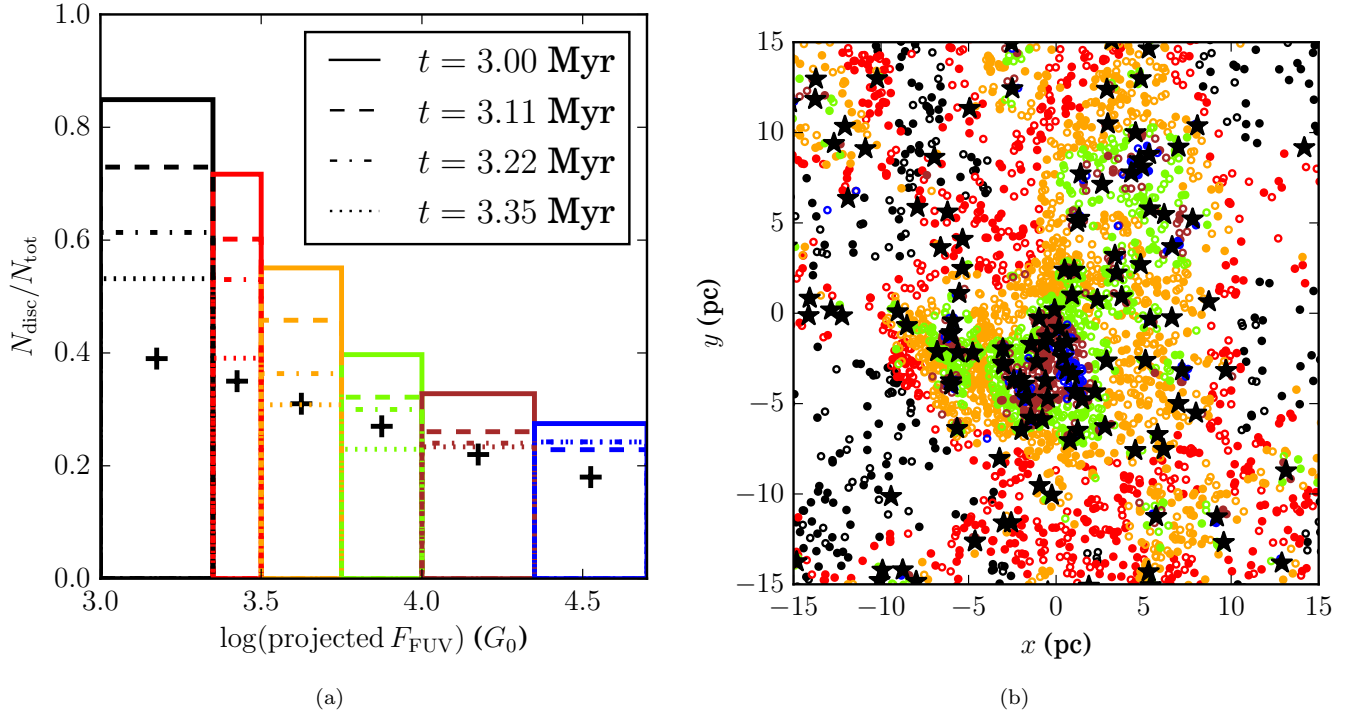 1.0
0.8
0.6
0.4
0.2
0.0
N_disc/N_tot
t = 3.00 Myr
t = 3.11 Myr
t = 3.22 Myr
t = 3.35 Myr
3.0 3.5 4.0 4.5
log(projected F_FUV) (G_0)
(a)
15
10
5
0
−5
−10
−15
y (pc)
−15 −10 −5 0 5 10 15
x (pc)
(b)